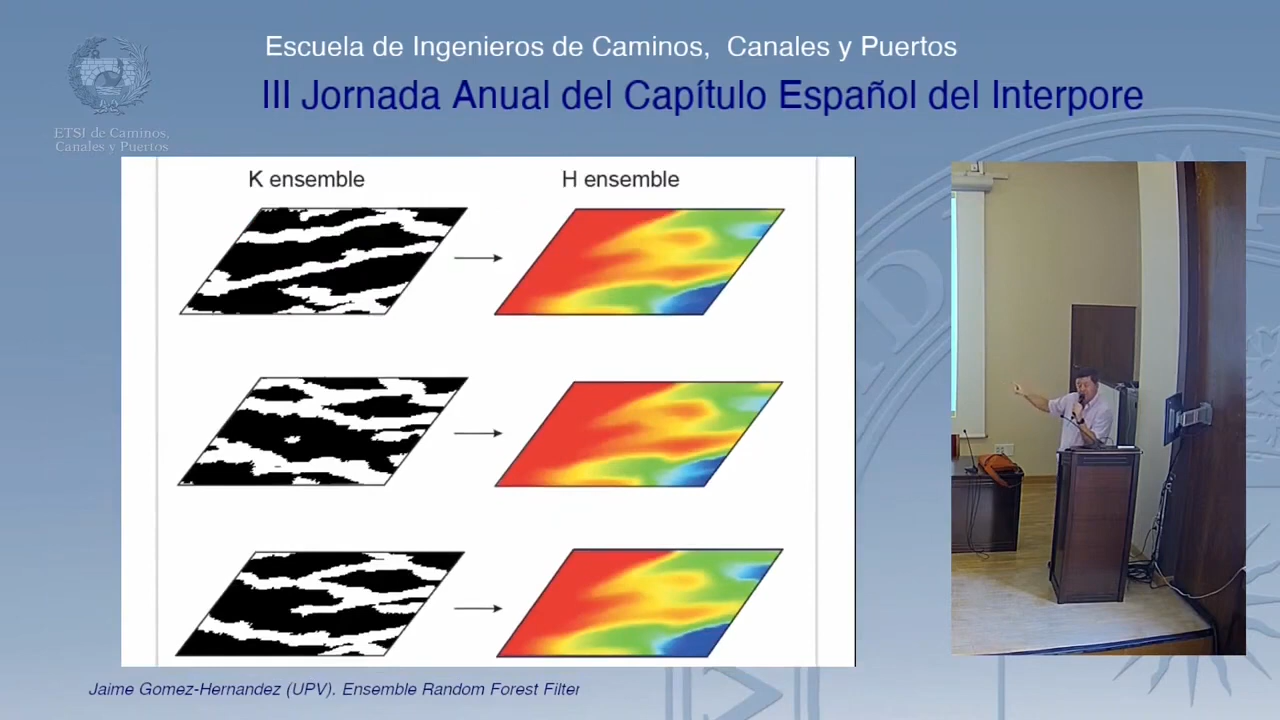 Escuela de Ingenieros de Caminos, Canales y Puertos
III Jornada Anual del Capítulo Español del Interpore
ETSI de Caminos,
Canales y Puertos
K ensemble
H ensemble
Jaime Gomez-Hernandez (UPV). Ensemble Random Forest Filter